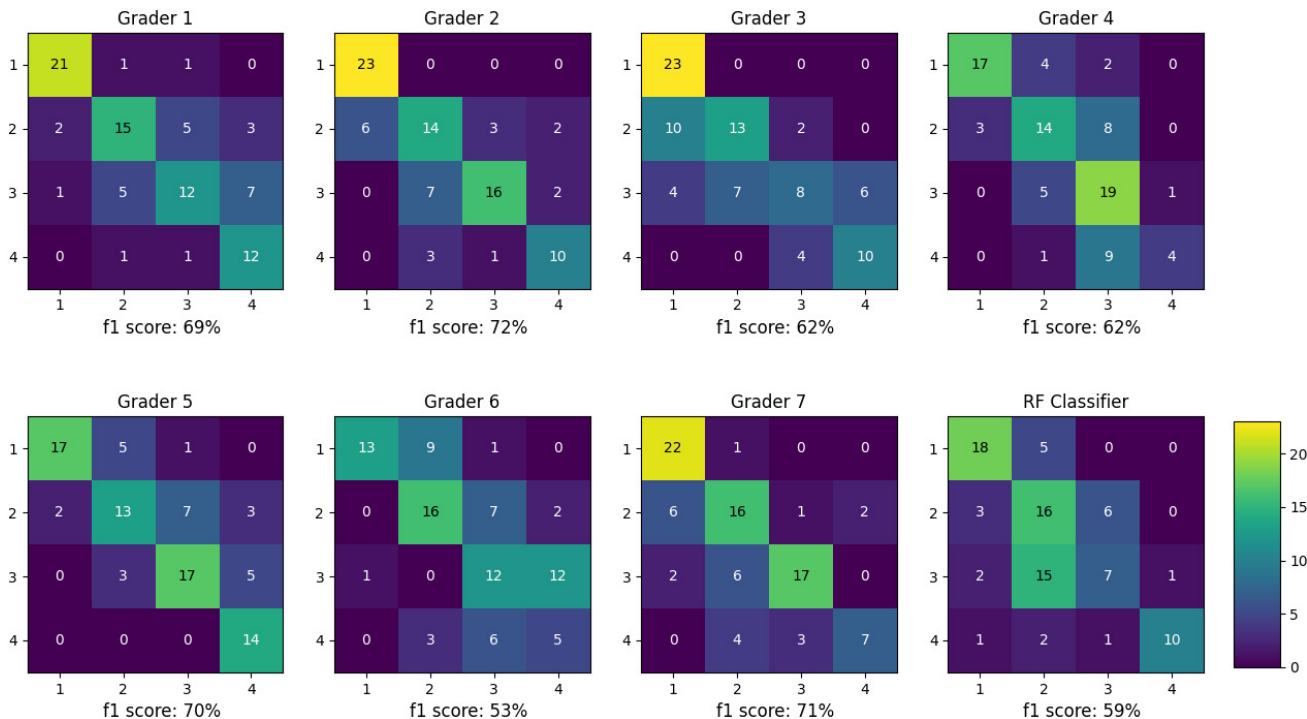 Grader 1 Grader 2 Grader 3 Grader 4
1 21 1 1 0 1 23 0 0 0 1 23 0 0 0 1 17 4 2 0
2 2 15 5 3 2 6 14 3 2 2 10 13 2 0 2 3 14 8 0
3 1 5 12 7 3 0 7 16 2 3 4 7 8 6 3 0 5 19 1
4 0 1 1 12 4 0 3 1 10 4 0 0 4 10 4 0 1 9 4
1 2 3 4 1 2 3 4 1 2 3 4 1 2 3 4
f1 score: 69% f1 score: 72% f1 score: 62% f1 score: 62%
Grader 5 Grader 6 Grader 7 RF Classifier
1 17 5 1 0 1 13 9 1 0 1 22 1 0 0 1 18 5 0 0 20
2 2 13 7 3 2 0 16 7 2 2 6 16 1 2 2 3 16 6 0 15
3 0 3 17 5 3 1 0 12 12 3 2 6 17 0 3 2 15 7 1 10
5
4 0 0 0 14 4 0 3 6 5 4 0 4 3 7 4 1 2 1 10 0
1 2 3 4 1 2 3 4 1 2 3 4 1 2 3 4
f1 score: 70% f1 score: 53% f1 score: 71% f1 score: 59%